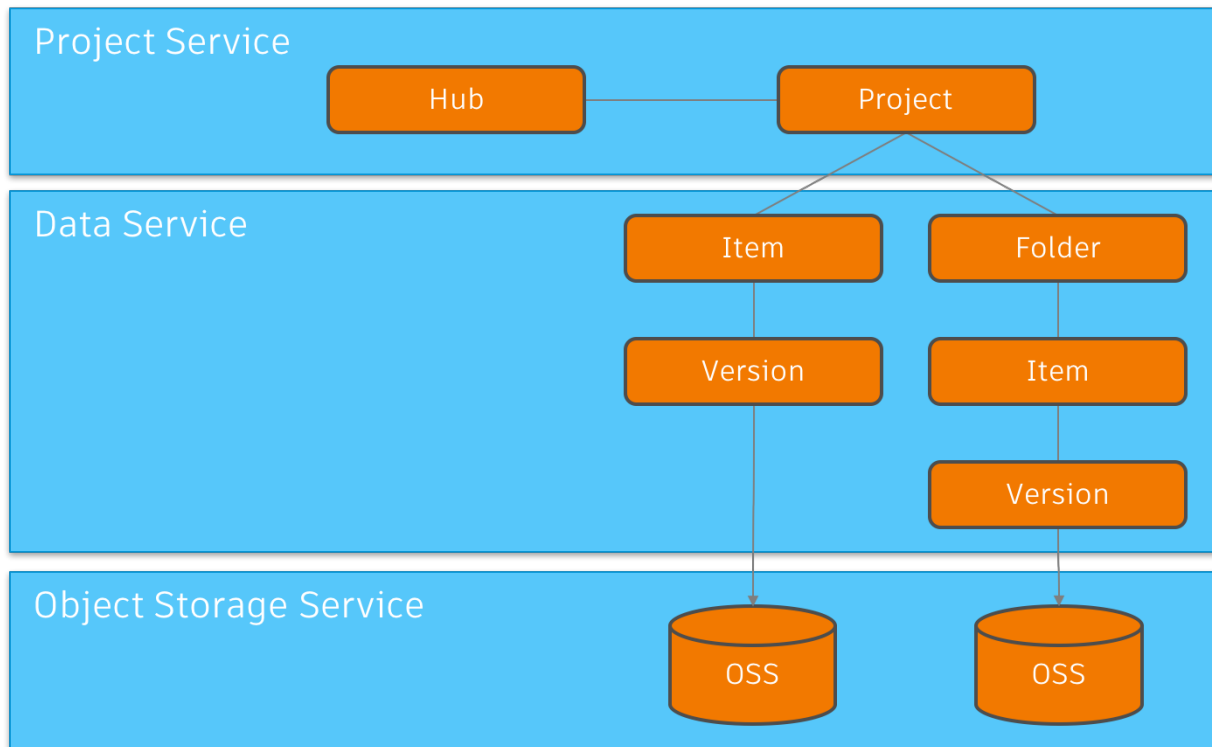 Project Service
Hub
Project
Data Service
Item
Folder
Version
Item
Version
Object Storage Service
OSS
OSS